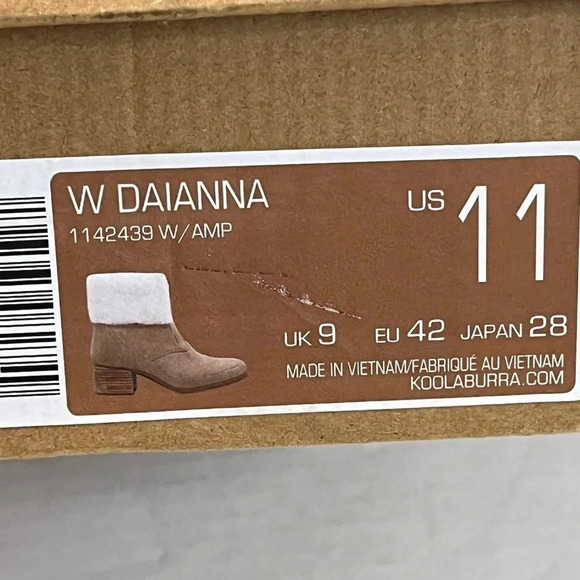 W DAIANNA
1142439 W/AMP
US 11
UK 9 EU 42 JAPAN 28
MADE IN VIETNAM/FABRIQUÉ AU VIETNAM
KOOLABURRA.COM